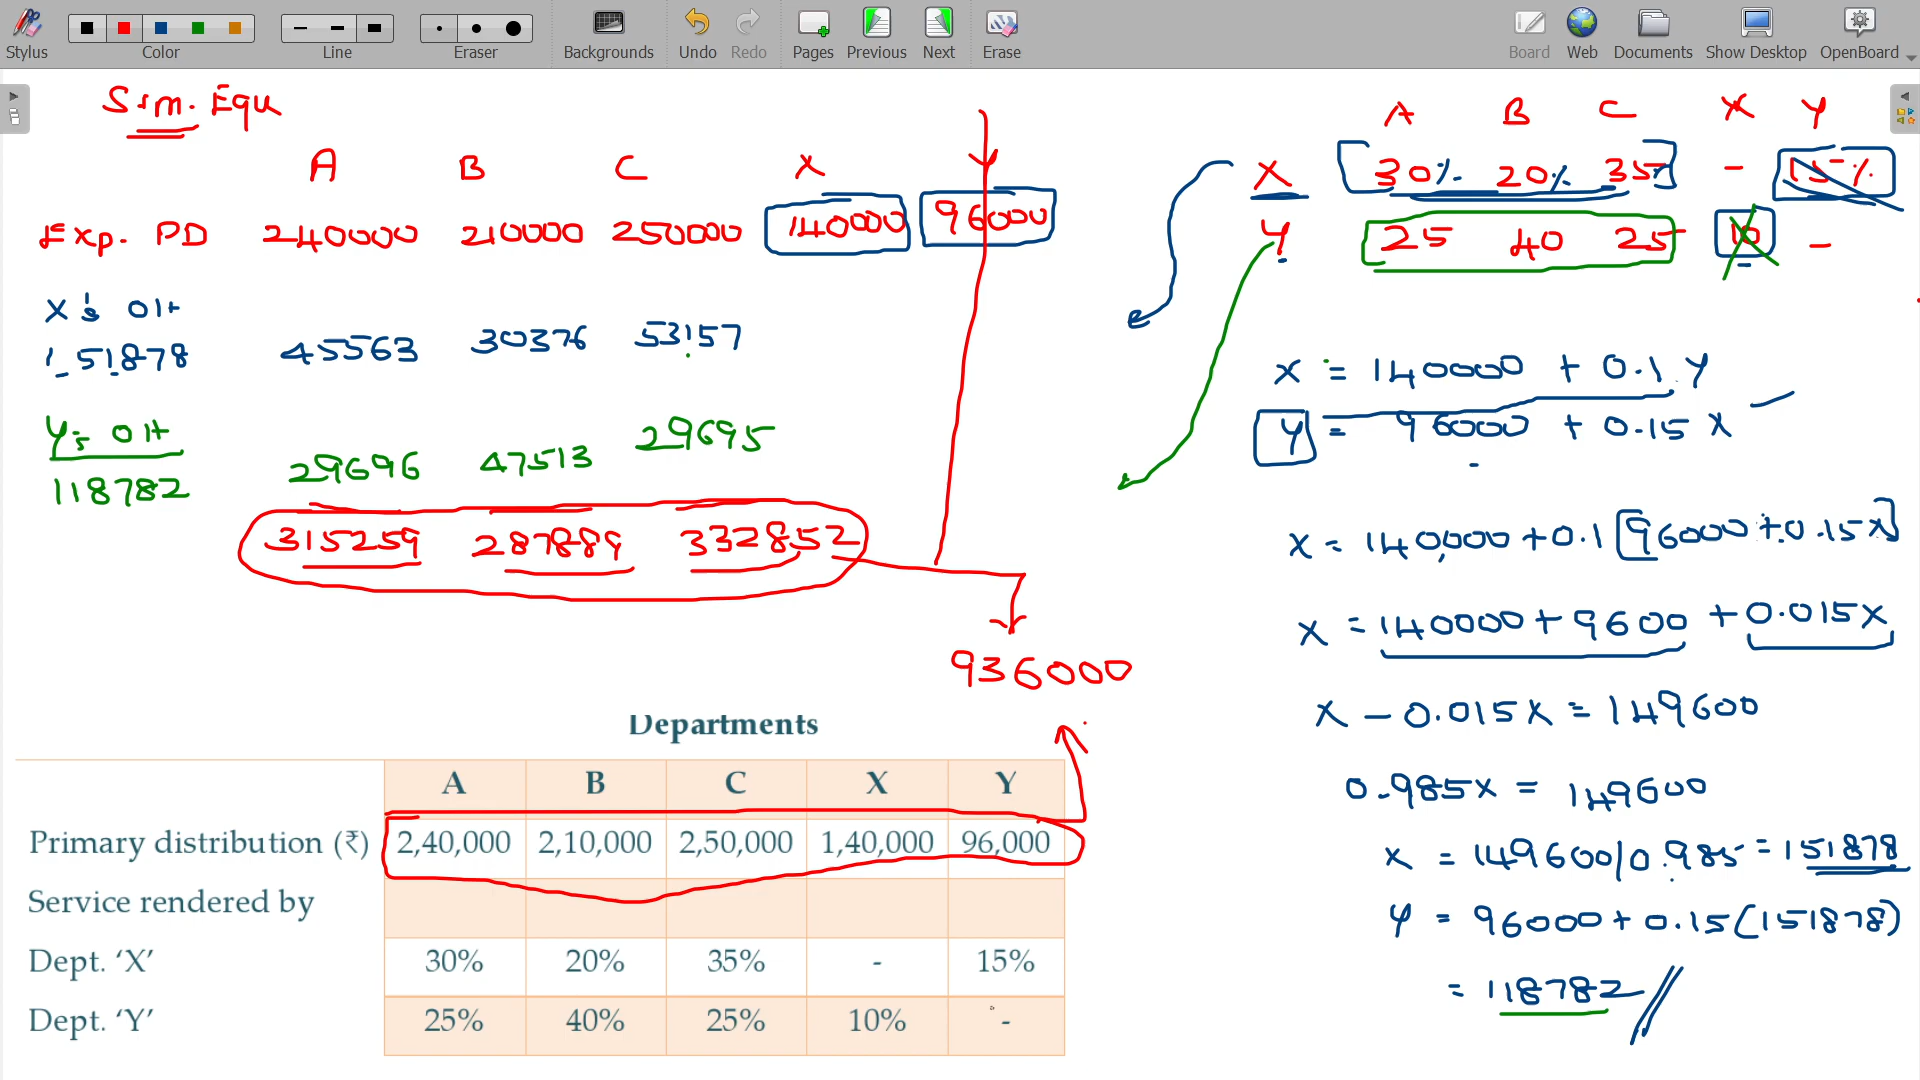 Stylus Color Line Eraser Backgrounds Undo Redo Pages Previous Next Erase Board Web Documents Show Desktop OpenBoard
Sim. Equ
A B C X Y
Exp. PD 240000 210000 250000 140000 96000
X's OH
151878 45563 30376 53157
Y's OH
118782 29696 47513 29695
315259 287889 332852
936000
A B C X Y
X 30% 20% 35% - 15%
Y 25 40 25 10 -
X = 140000 + 0.1 Y
Y = 96000 + 0.15 X
X = 140,000 + 0.1 [96000 + 0.15X]
X = 140000 + 9600 + 0.015X
X - 0.015X = 149600
0.985X = 149600
X = 149600/0.985 = 151878
Y = 96000 + 0.15 (151878)
= 118782 //
Departments
A B C X Y
Primary distribution (₹) 2,40,000 2,10,000 2,50,000 1,40,000 96,000
Service rendered by
Dept. ‘X’ 30% 20% 35% - 15%
Dept. ‘Y’ 25% 40% 25% 10% -